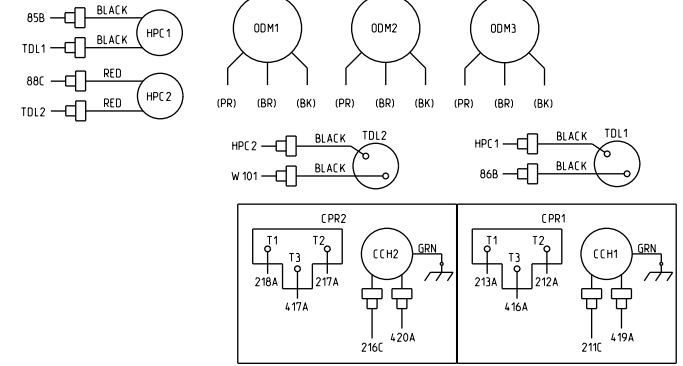 85B BLACK
TDL1 BLACK
HPC1
88C RED
TDL2 RED
HPC2
ODM1 ODM2 ODM3
(PR) (BR) (BK) (PR) (BR) (BK) (PR) (BR) (BK)
HPC2 BLACK TDL2
W101 BLACK
HPC1 BLACK TDL1
86B BLACK
CPR2
T1 T2
T3
218A 217A
417A
CCH2 GRN
216C 420A
CPR1
T1 T2
T3
213A 212A
416A
CCH1 GRN
211C 419A